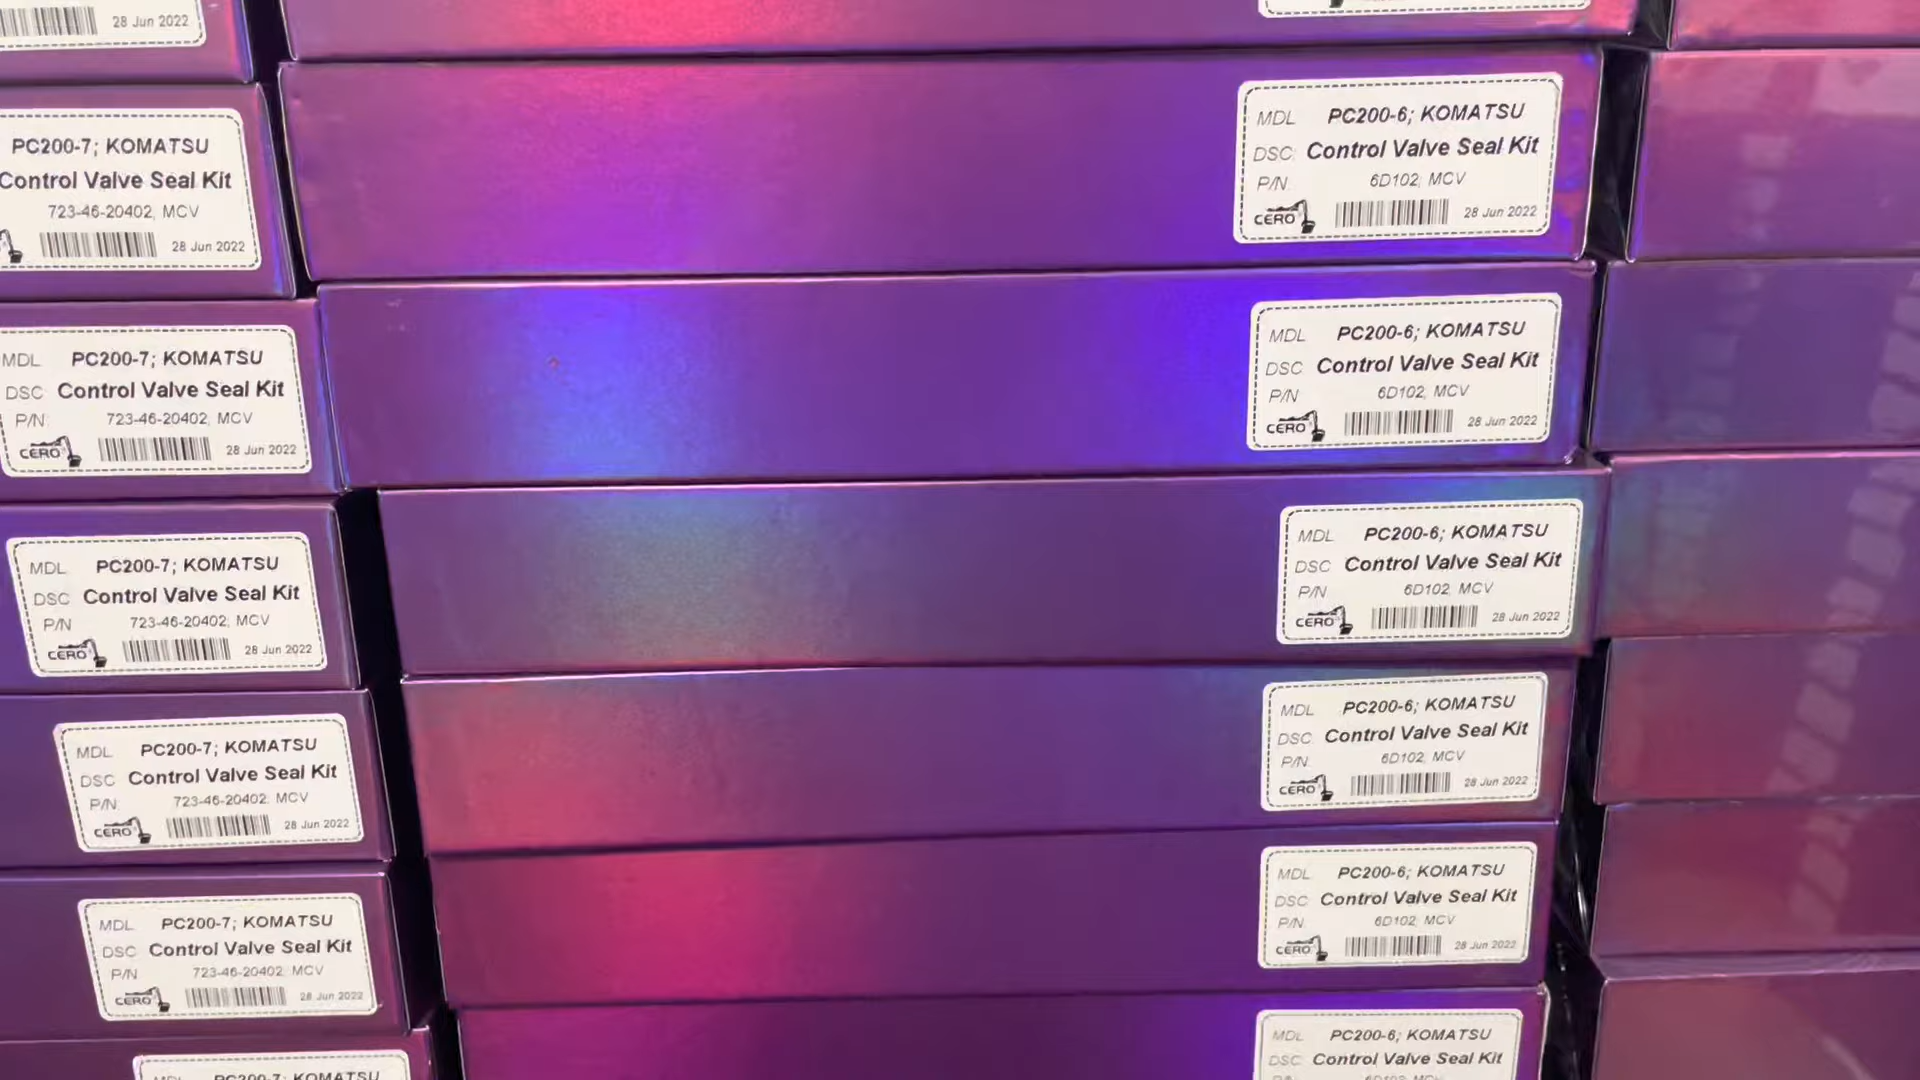 28 Jun 2022
PC200-7; KOMATSU
Control Valve Seal Kit
723-46-20402, MCV
28 Jun 2022
MDL PC200-7; KOMATSU
DSC Control Valve Seal Kit
P/N: 723-46-20402, MCV
CERO 28 Jun 2022
MDL PC200-7; KOMATSU
DSC Control Valve Seal Kit
P/N 723-46-20402, MCV
CERO 28 Jun 2022
MDL PC200-7; KOMATSU
DSC Control Valve Seal Kit
P/N: 723-46-20402, MCV
CERO 28 Jun 2022
MDL PC200-7; KOMATSU
DSC Control Valve Seal Kit
P/N 723-46-20402, MCV
CERO 28 Jun 2022
MDL PC200-7; KOMATSU
MDL PC200-6; KOMATSU
DSC: Control Valve Seal Kit
P/N: 6D102, MCV
CERO 28 Jun 2022
MDL PC200-6; KOMATSU
DSC Control Valve Seal Kit
P/N 6D102, MCV
CERO 28 Jun 2022
MDL PC200-6; KOMATSU
DSC Control Valve Seal Kit
P/N 6D102, MCV
CERO 28 Jun 2022
MDL PC200-6; KOMATSU
DSC: Control Valve Seal Kit
P/N: 6D102, MCV
CERO 28 Jun 2022
MDL PC200-6; KOMATSU
DSC Control Valve Seal Kit
P/N: 6D102, MCV
CERO 28 Jun 2022
MDL PC200-6; KOMATSU
DSC: Control Valve Seal Kit
P/N 6D102, MCV